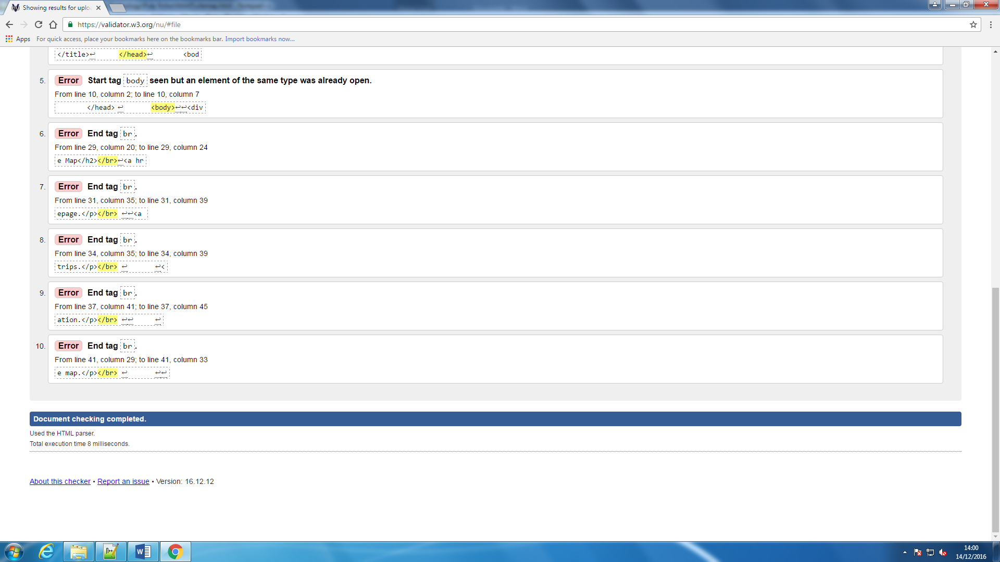 Showing results for uplo
https://validator.w3.org/nu/#file
Apps For quick access, place your bookmarks here on the bookmarks bar. Import bookmarks now...
</title>↩ </head>↩ <bod
5. Error Start tag body seen but an element of the same type was already open.
From line 10, column 2; to line 10, column 7
</head> ↩ <body>↩↩<div
6. Error End tag br.
From line 29, column 20; to line 29, column 24
e Map</h2></br>↩<a hr
7. Error End tag br.
From line 31, column 35; to line 31, column 39
epage.</p></br> ↩↩<a
8. Error End tag br.
From line 34, column 35; to line 34, column 39
trips.</p></br> ↩ ↩<
9. Error End tag br.
From line 37, column 41; to line 37, column 45
ation.</p></br> ↩↩ ↩
10. Error End tag br.
From line 41, column 29; to line 41, column 33
e map.</p></br> ↩ ↩↩
Document checking completed.
Used the HTML parser.
Total execution time 8 milliseconds.
About this checker • Report an issue • Version: 16.12.12
14:00
14/12/2016